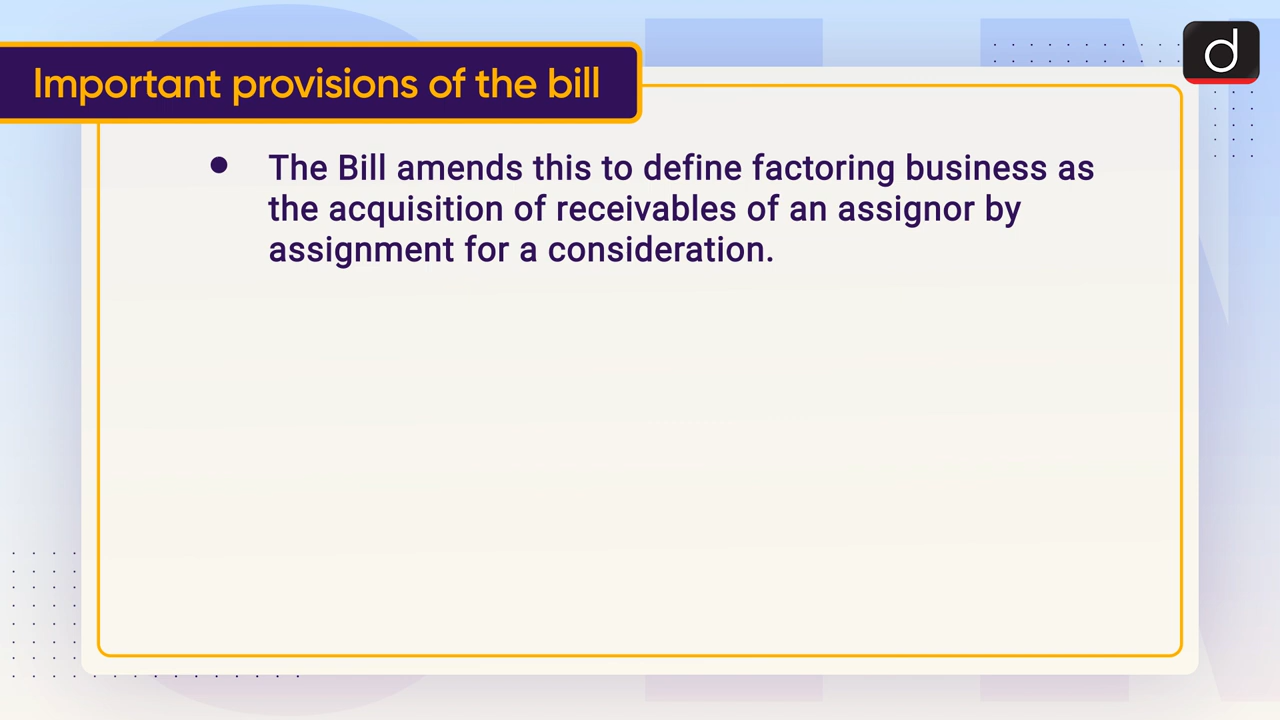 Important provisions of the bill
d
● The Bill amends this to define factoring business as
the acquisition of receivables of an assignor by
assignment for a consideration.